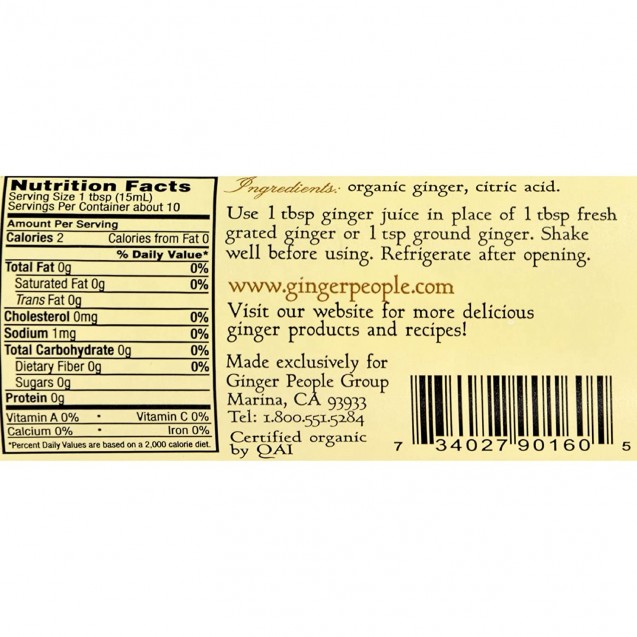 Nutrition Facts
Serving Size 1 tbsp (15mL)
Servings Per Container about 10
Amount Per Serving
Calories 2 Calories from Fat 0
% Daily Value*
Total Fat 0g 0%
Saturated Fat 0g 0%
Trans Fat 0g
Cholesterol 0mg 0%
Sodium 1mg 0%
Total Carbohydrate 0g 0%
Dietary Fiber 0g 0%
Sugars 0g
Protein 0g
Vitamin A 0% • Vitamin C 0%
Calcium 0% • Iron 0%
*Percent Daily Values are based on a 2,000 calorie diet.
Ingredients: organic ginger, citric acid.
Use 1 tbsp ginger juice in place of 1 tbsp fresh
grated ginger or 1 tsp ground ginger. Shake
well before using. Refrigerate after opening.
www.gingerpeople.com
Visit our website for more delicious
ginger products and recipes!
Made exclusively for
Ginger People Group
Marina, CA 93933
Tel: 1.800.551.5284
Certified organic
by QAI
7 34027 90160 5